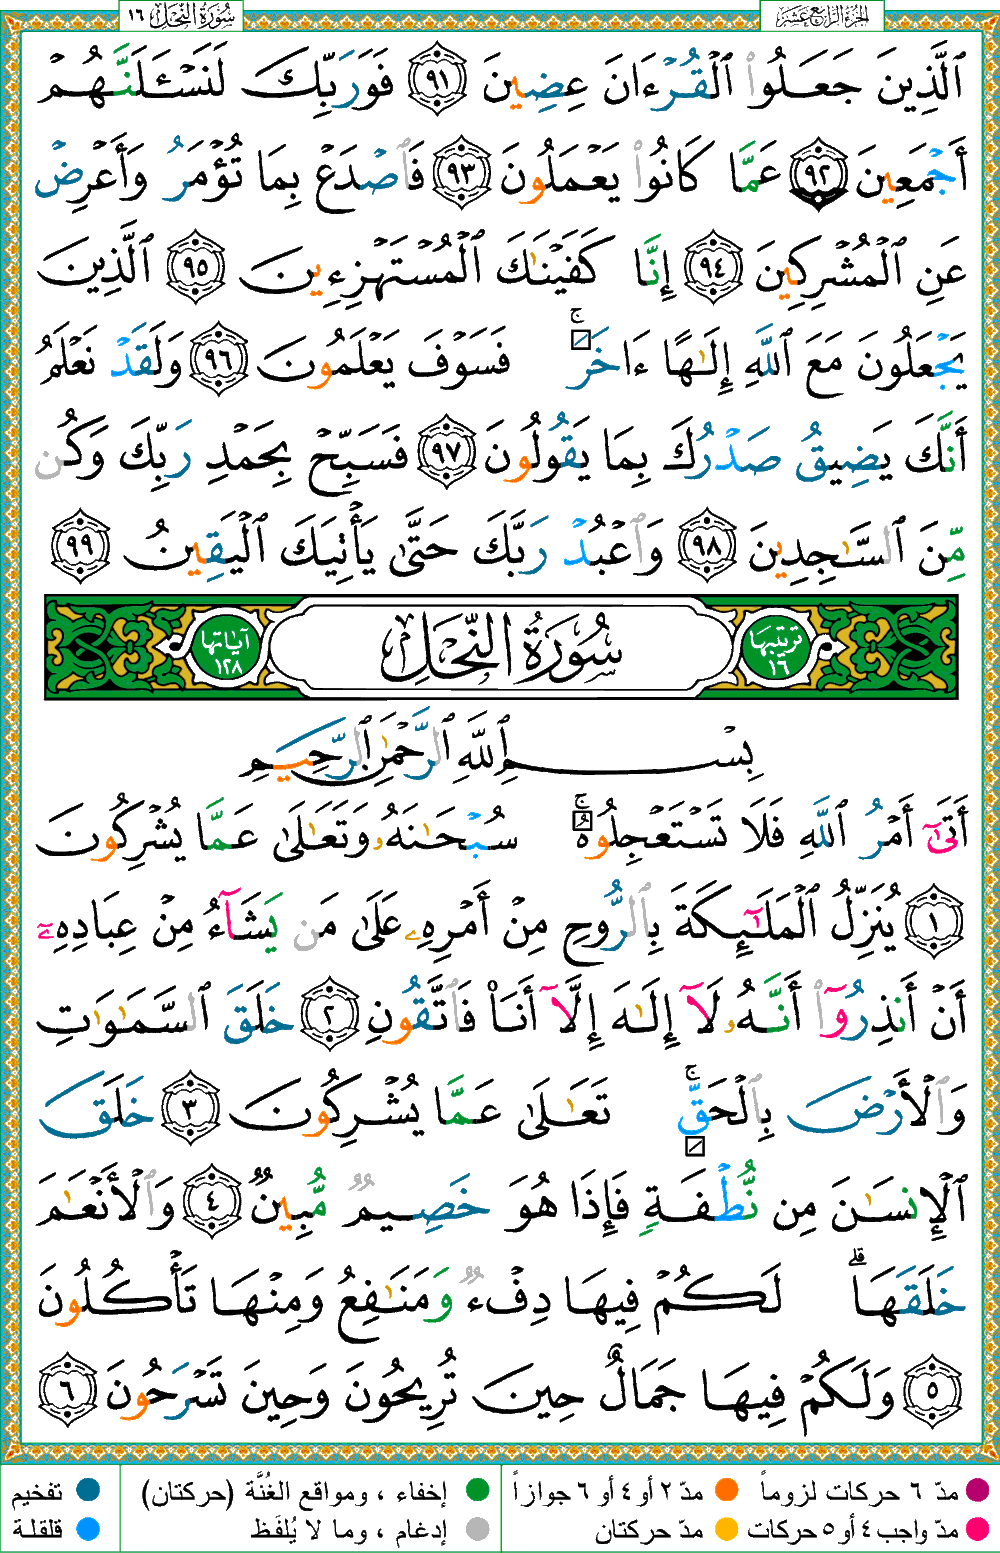 الجزء الرابع عشر
سورة النحل ١٦
ٱلَّذِينَ جَعَلُوا۟ ٱلْقُرْءَانَ عِضِينَ ٩١ فَوَرَبِّكَ لَنَسْـَٔلَنَّهُمْ
أَجْمَعِينَ ٩٢ عَمَّا كَانُوا۟ يَعْمَلُونَ ٩٣ فَٱصْدَعْ بِمَا تُؤْمَرُ وَأَعْرِضْ
عَنِ ٱلْمُشْرِكِينَ ٩٤ إِنَّا كَفَيْنَـٰكَ ٱلْمُسْتَهْزِءِينَ ٩٥ ٱلَّذِينَ
يَجْعَلُونَ مَعَ ٱللَّهِ إِلَـٰهًا ءَاخَرَ ۚ فَسَوْفَ يَعْلَمُونَ ٩٦ وَلَقَدْ نَعْلَمُ
أَنَّكَ يَضِيقُ صَدْرُكَ بِمَا يَقُولُونَ ٩٧ فَسَبِّحْ بِحَمْدِ رَبِّكَ وَكُن
مِّنَ ٱلسَّـٰجِدِينَ ٩٨ وَٱعْبُدْ رَبَّكَ حَتَّىٰ يَأْتِيَكَ ٱلْيَقِينُ ٩٩
ترتيبها ١٦ سُورَةُ النَّحْلِ آياتها ١٢٨
بِسْمِ ٱللَّهِ ٱلرَّحْمَـٰنِ ٱلرَّحِيمِ
أَتَىٰٓ أَمْرُ ٱللَّهِ فَلَا تَسْتَعْجِلُوهُ ۚ سُبْحَـٰنَهُۥ وَتَعَـٰلَىٰ عَمَّا يُشْرِكُونَ
١ يُنَزِّلُ ٱلْمَلَـٰٓئِكَةَ بِٱلرُّوحِ مِنْ أَمْرِهِۦ عَلَىٰ مَن يَشَآءُ مِنْ عِبَادِهِۦٓ
أَنْ أَنذِرُوٓا۟ أَنَّهُۥ لَآ إِلَـٰهَ إِلَّآ أَنَا۠ فَٱتَّقُونِ ٢ خَلَقَ ٱلسَّمَـٰوَٰتِ
وَٱلْأَرْضَ بِٱلْحَقِّ ۚ تَعَـٰلَىٰ عَمَّا يُشْرِكُونَ ٣ خَلَقَ
ٱلْإِنسَـٰنَ مِن نُّطْفَةٍ فَإِذَا هُوَ خَصِيمٌ مُّبِينٌ ٤ وَٱلْأَنْعَـٰمَ
خَلَقَهَا ۗ لَكُمْ فِيهَا دِفْءٌ وَمَنَـٰفِعُ وَمِنْهَا تَأْكُلُونَ
٥ وَلَكُمْ فِيهَا جَمَالٌ حِينَ تُرِيحُونَ وَحِينَ تَسْرَحُونَ ٦
مدّ ٦ حركات لزوماً مدّ ٢ أو ٤ أو ٦ جوازاً إخفاء ، ومواقع الغُنَّة (حركتان) تفخيم
مدّ واجب ٤ أو ٥ حركات مدّ حركتان إدغام ، وما لا يُلفَظ قلقلة